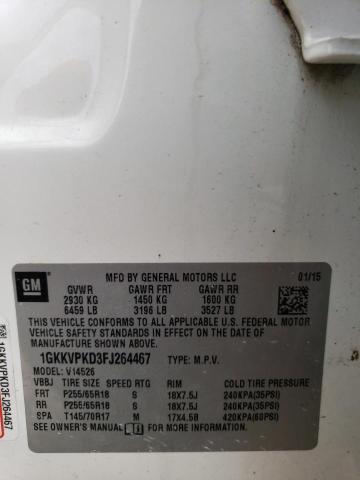 MFD BY GENERAL MOTORS LLC 01/15
GM
GVWR GAWR FRT GAWR RR
2930 KG 1450 KG 1600 KG
6459 LB 3196 LB 3527 LB
THIS VEHICLE CONFORMS TO ALL APPLICABLE U.S. FEDERAL MOTOR
VEHICLE SAFETY STANDARDS IN EFFECT ON THE DATE OF
MANUFACTURE SHOWN ABOVE.
1GKKVPKD3FJ264467 TYPE: M.P.V.
MODEL: V14526
VBBJ TIRE SIZE SPEED RTG RIM COLD TIRE PRESSURE
FRT P255/65R18 S 18X7.5J 240KPA(35PSI)
RR P255/65R18 S 18X7.5J 240KPA(35PSI)
SPA T145/70R17 M 17X4.5B 420KPA(60PSI)
SEE OWNER'S MANUAL FOR MORE INFORMATION.
1GKKVPKD3FJ264467